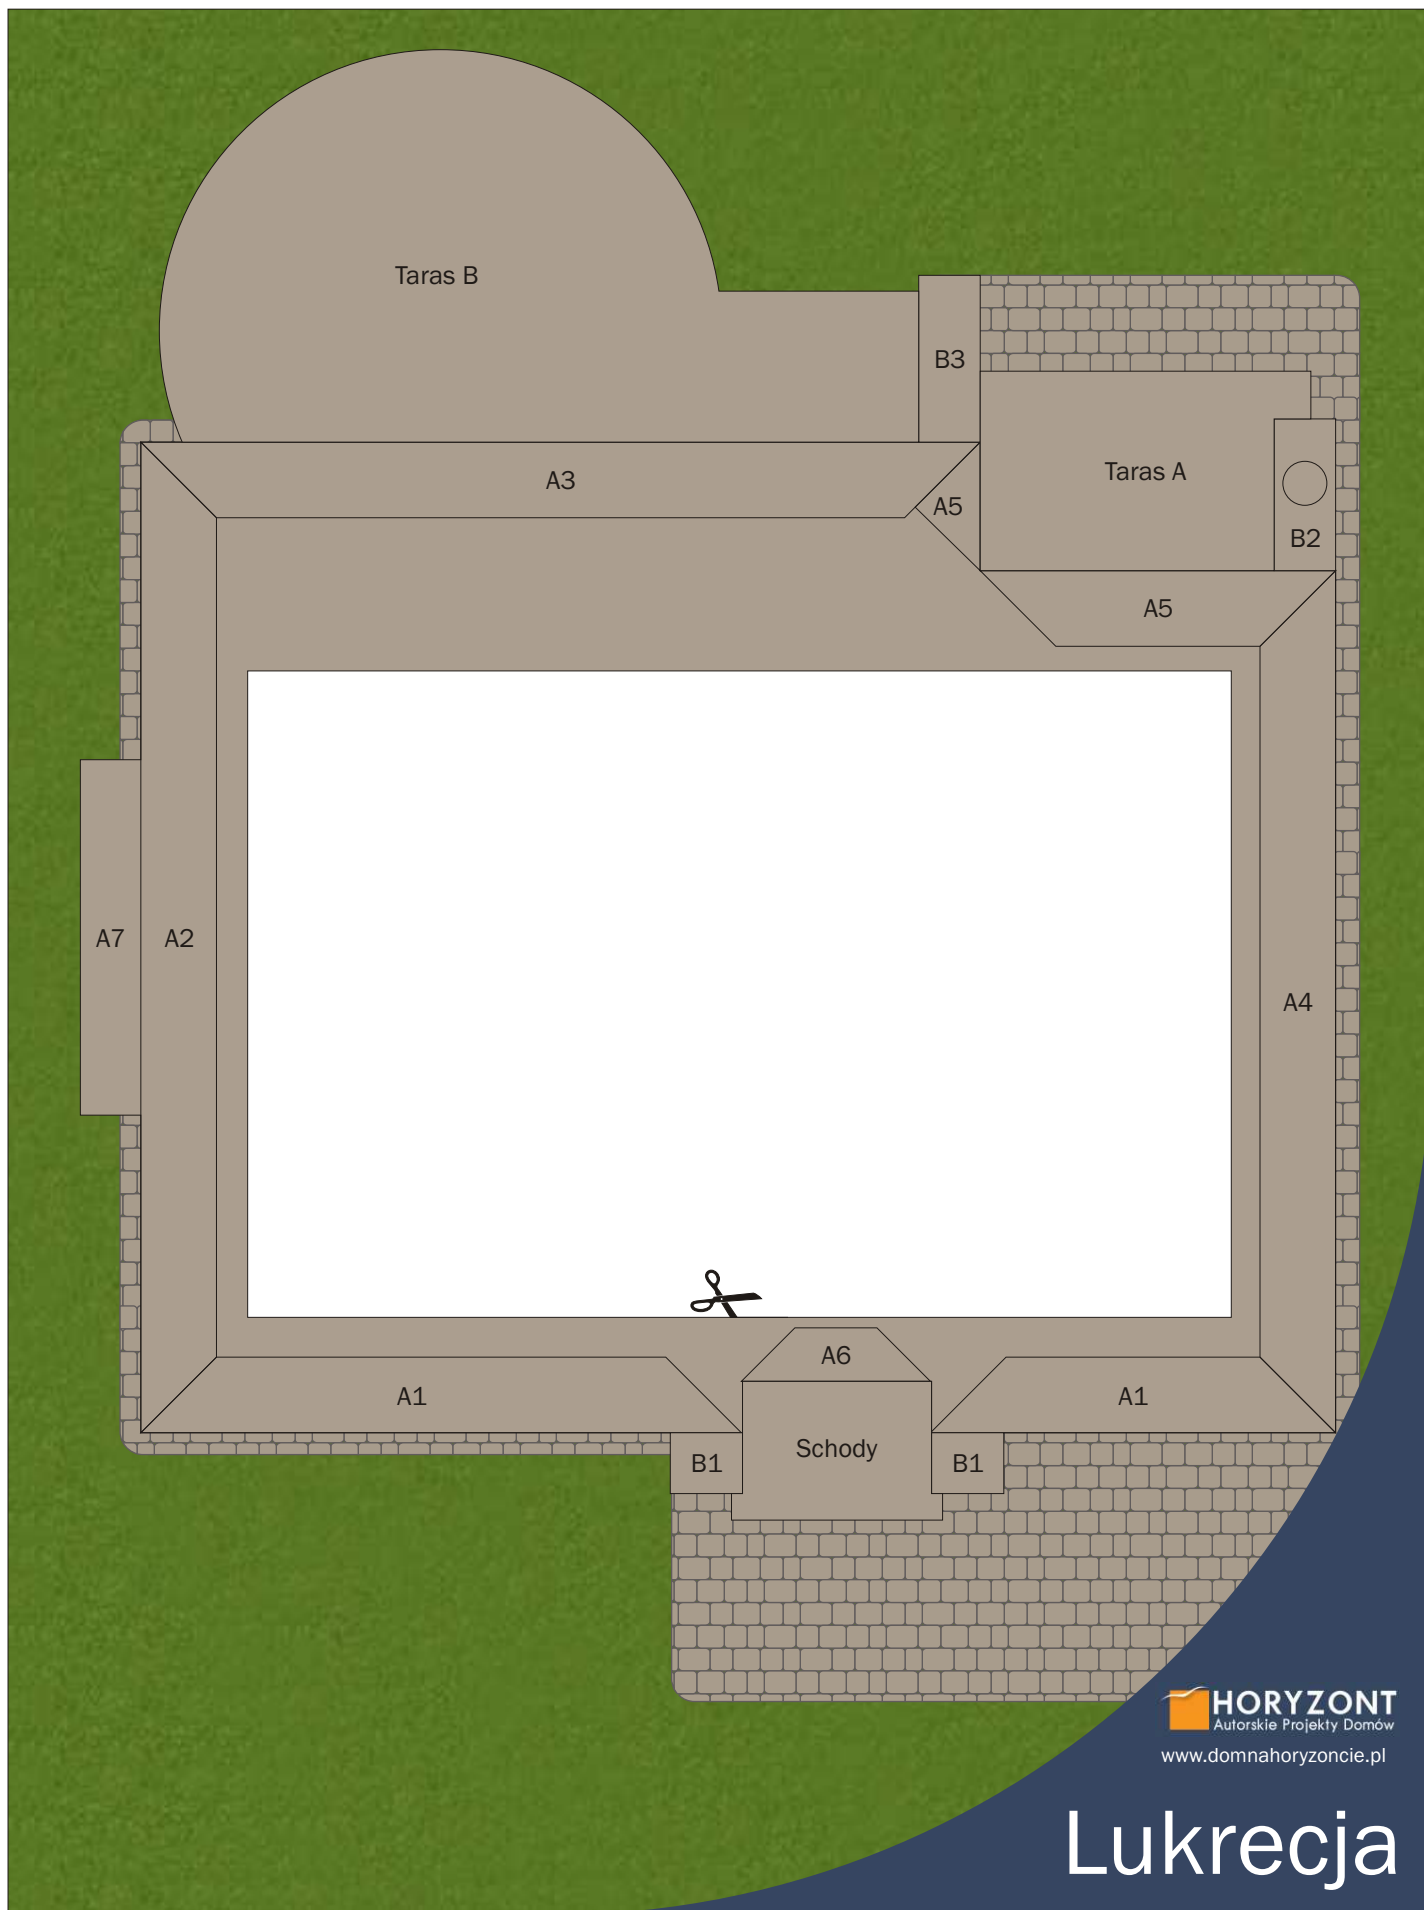 Taras B
B3
Taras A
A3
A5
B2
A5
A7
A2
A4
A6
A1
A1
Schody
B1
B1
HORYZONT
Autorskie Projekty Domów
www.domnahoryzoncie.pl
Lukrecja